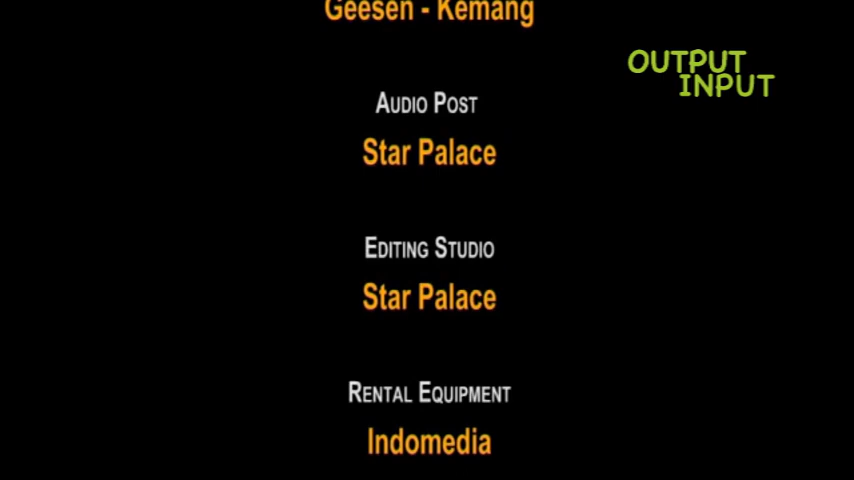 Geesen - Kemang
OUTPUT
INPUT
AUDIO POST
Star Palace
EDITING STUDIO
Star Palace
RENTAL EQUIPMENT
Indomedia